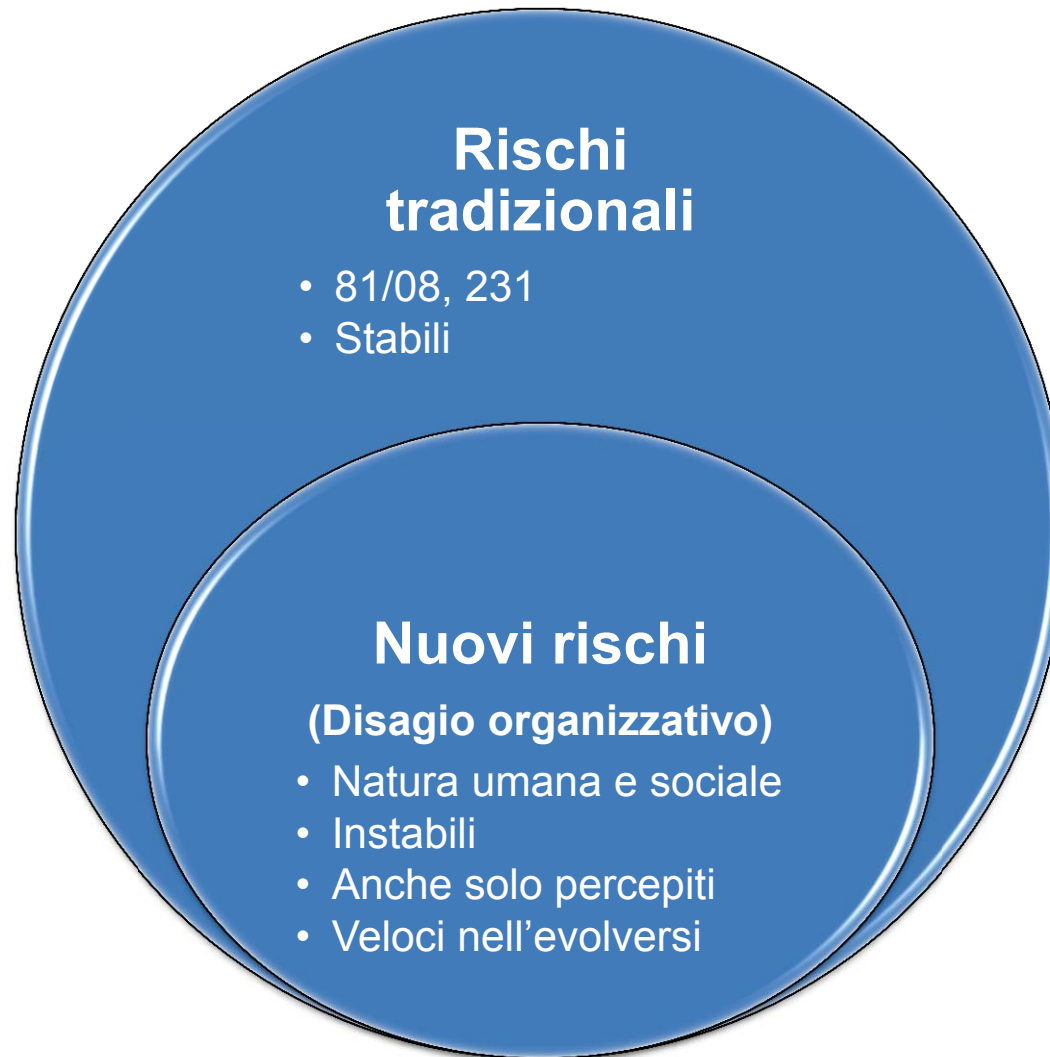 Rischi
tradizionali
• 81/08, 231
• Stabili
Nuovi rischi
(Disagio organizzativo)
• Natura umana e sociale
• Instabili
• Anche solo percepiti
• Veloci nell’evolversi